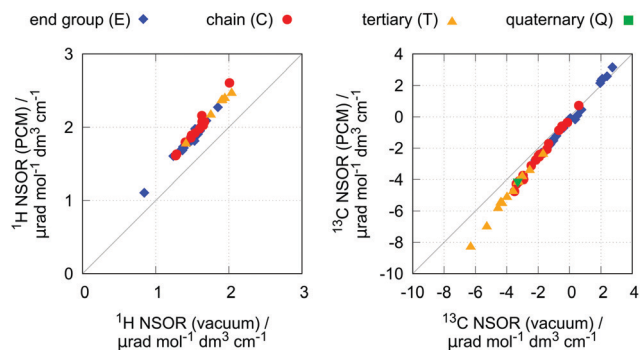 end group (E) chain (C) tertiary (T) quaternary (Q)
3
2
1
0
0 1 2 3
¹H NSOR (PCM) /
μrad mol⁻¹ dm³ cm⁻¹
¹H NSOR (vacuum) /
μrad mol⁻¹ dm³ cm⁻¹
4
2
0
-2
-4
-6
-8
-10
-10 -8 -6 -4 -2 0 2 4
¹³C NSOR (PCM) /
μrad mol⁻¹ dm³ cm⁻¹
¹³C NSOR (vacuum) /
μrad mol⁻¹ dm³ cm⁻¹